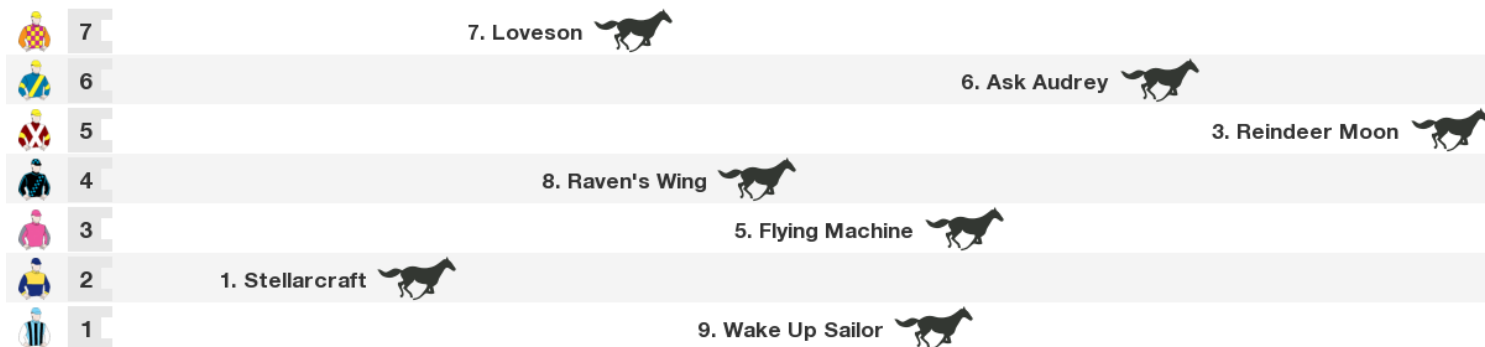 7 7. Loveson
6 6. Ask Audrey
5 3. Reindeer Moon
4 8. Raven's Wing
3 5. Flying Machine
2 1. Stellarcraft
1 9. Wake Up Sailor